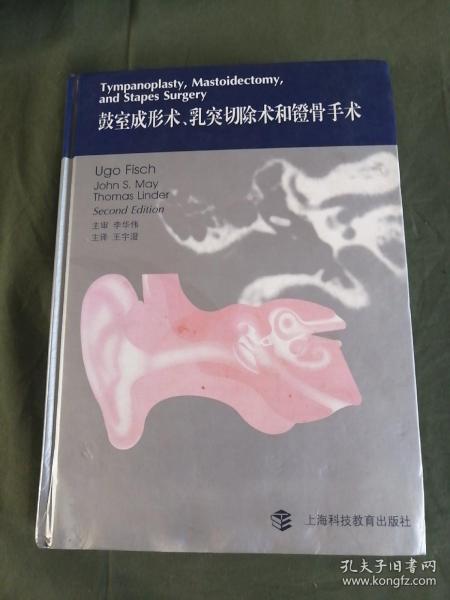 Tympanoplasty, Mastoidectomy,
and Stapes Surgery
鼓室成形术、乳突切除术和镫骨手术
Ugo Fisch
John S. May
Thomas Linder
Second Edition
主审 李华伟
主译 王宇澄
上海科技教育出版社
孔夫子旧书网
www.kongfz.com